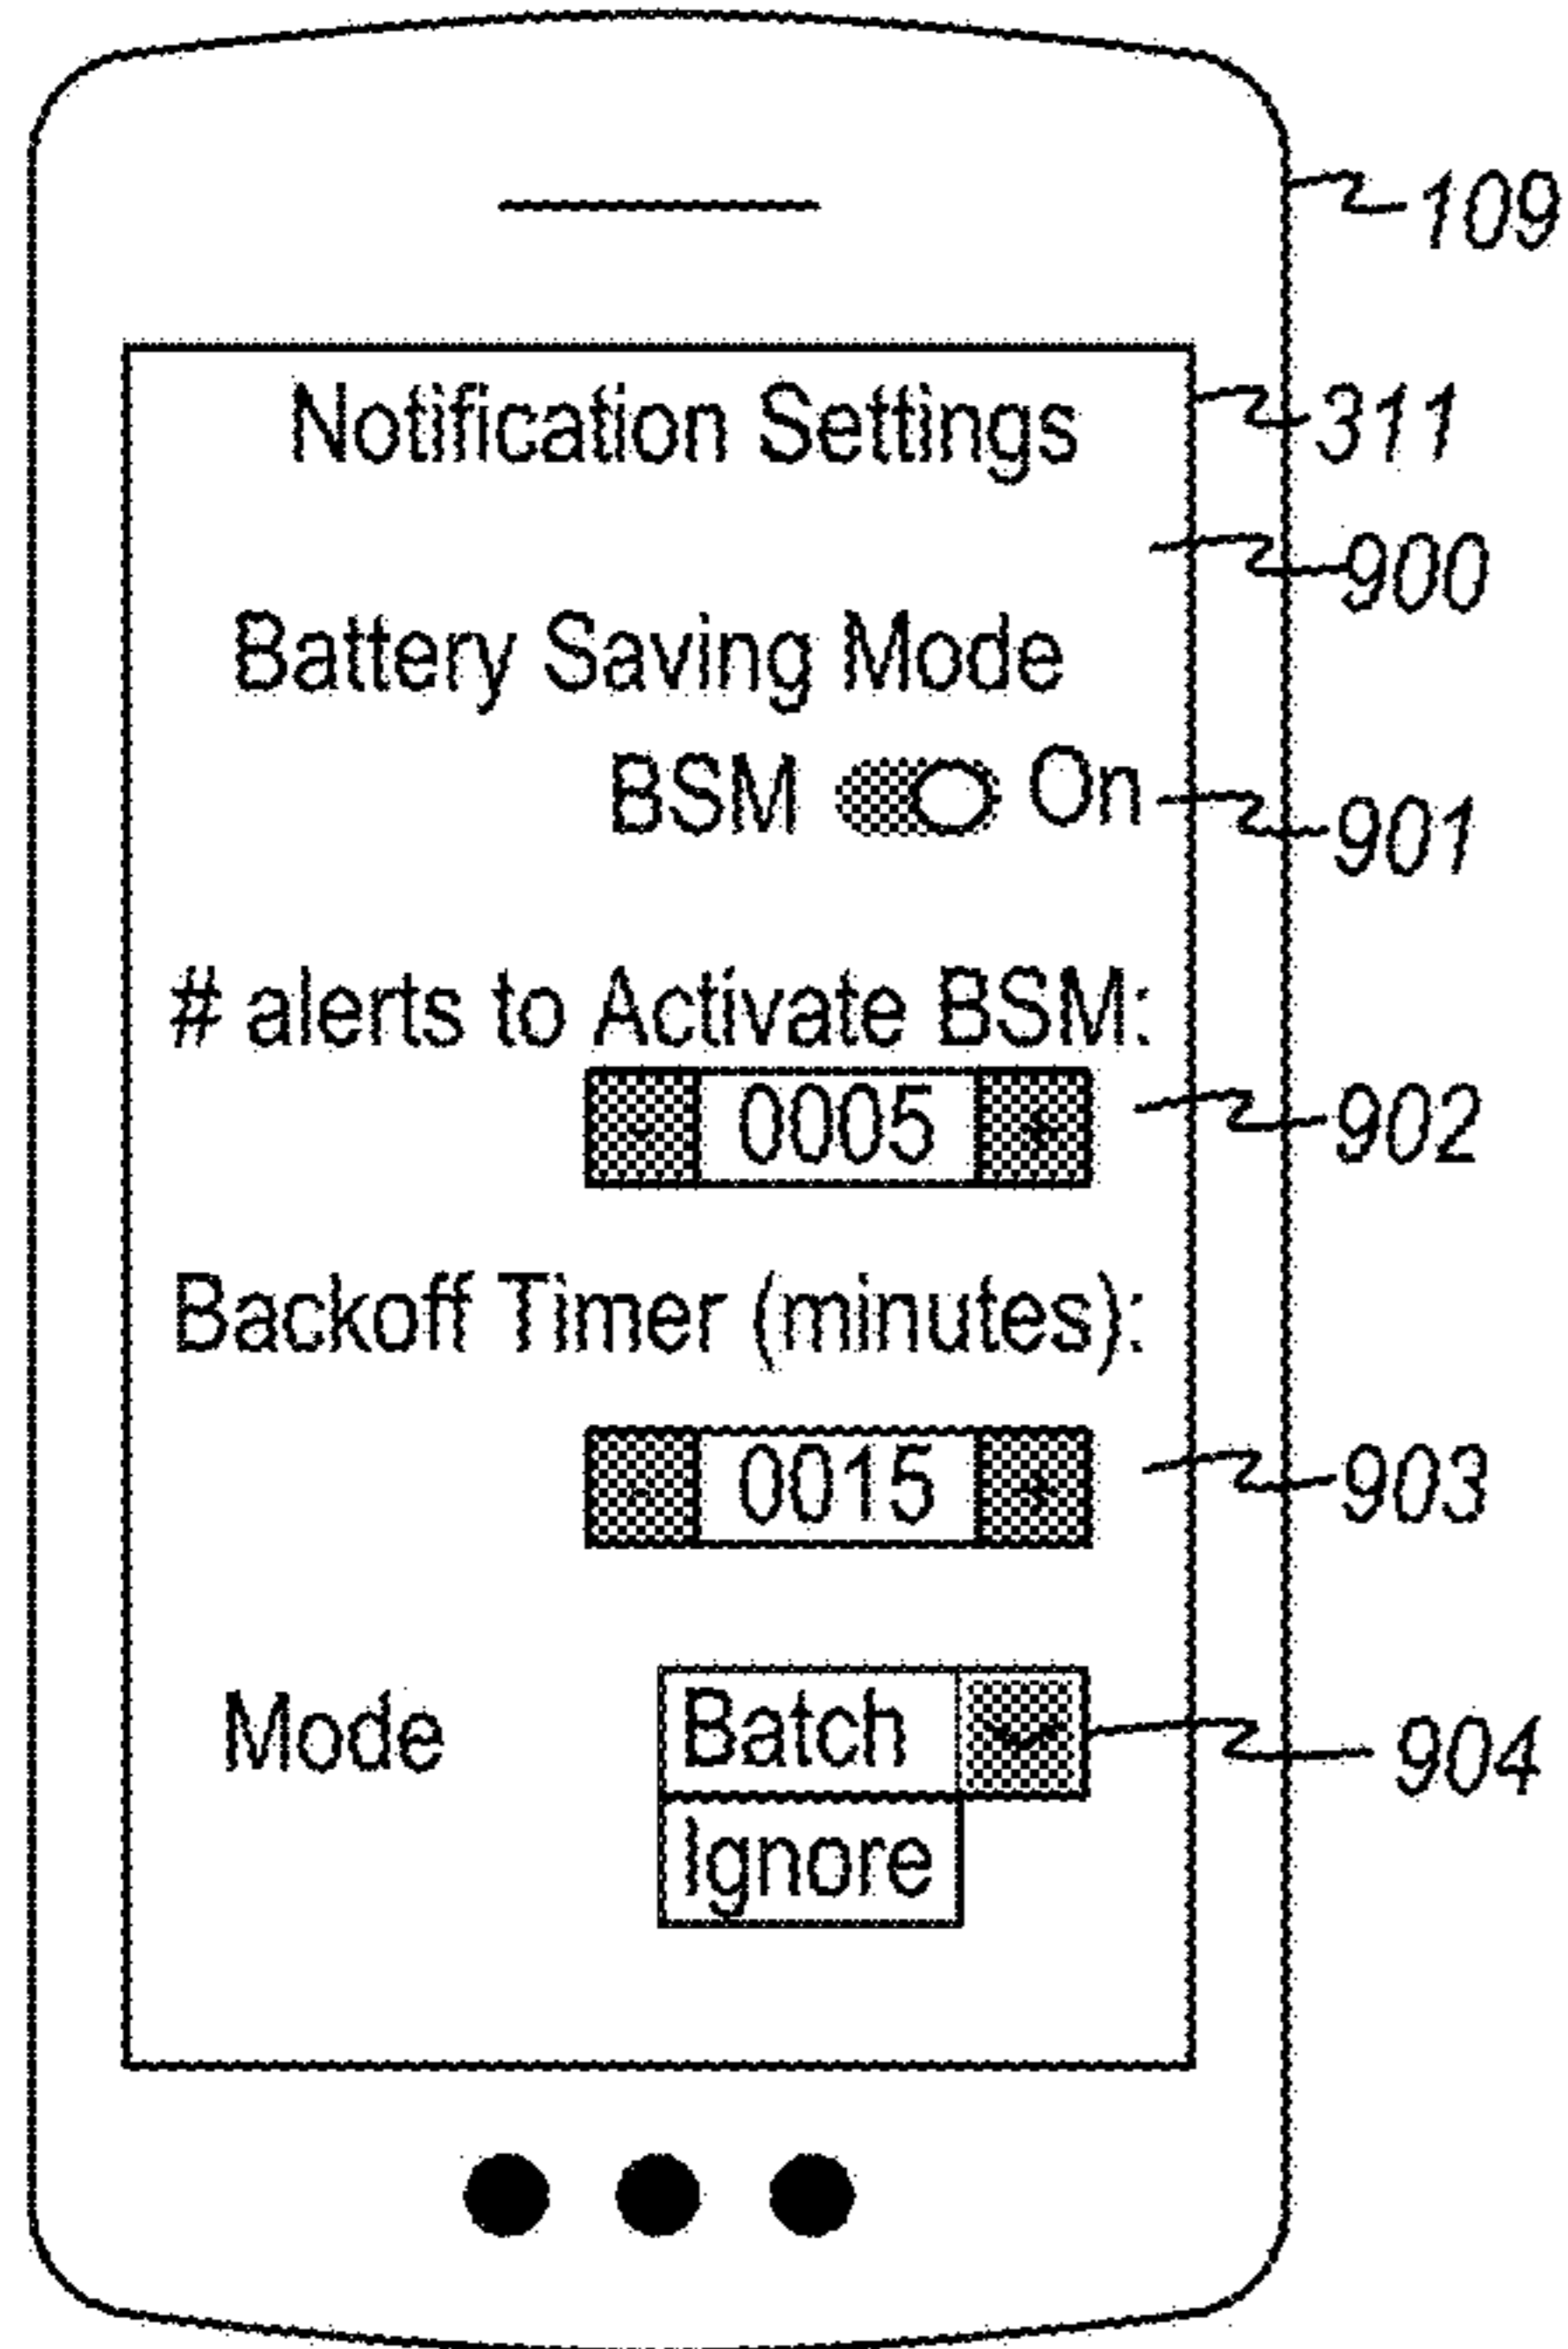 109
Notification Settings 311
900
Battery Saving Mode
BSM On 901
# alerts to Activate BSM:
- 0005 + 902
Backoff Timer (minutes):
- 0015 + 903
Mode Batch 904
Ignore